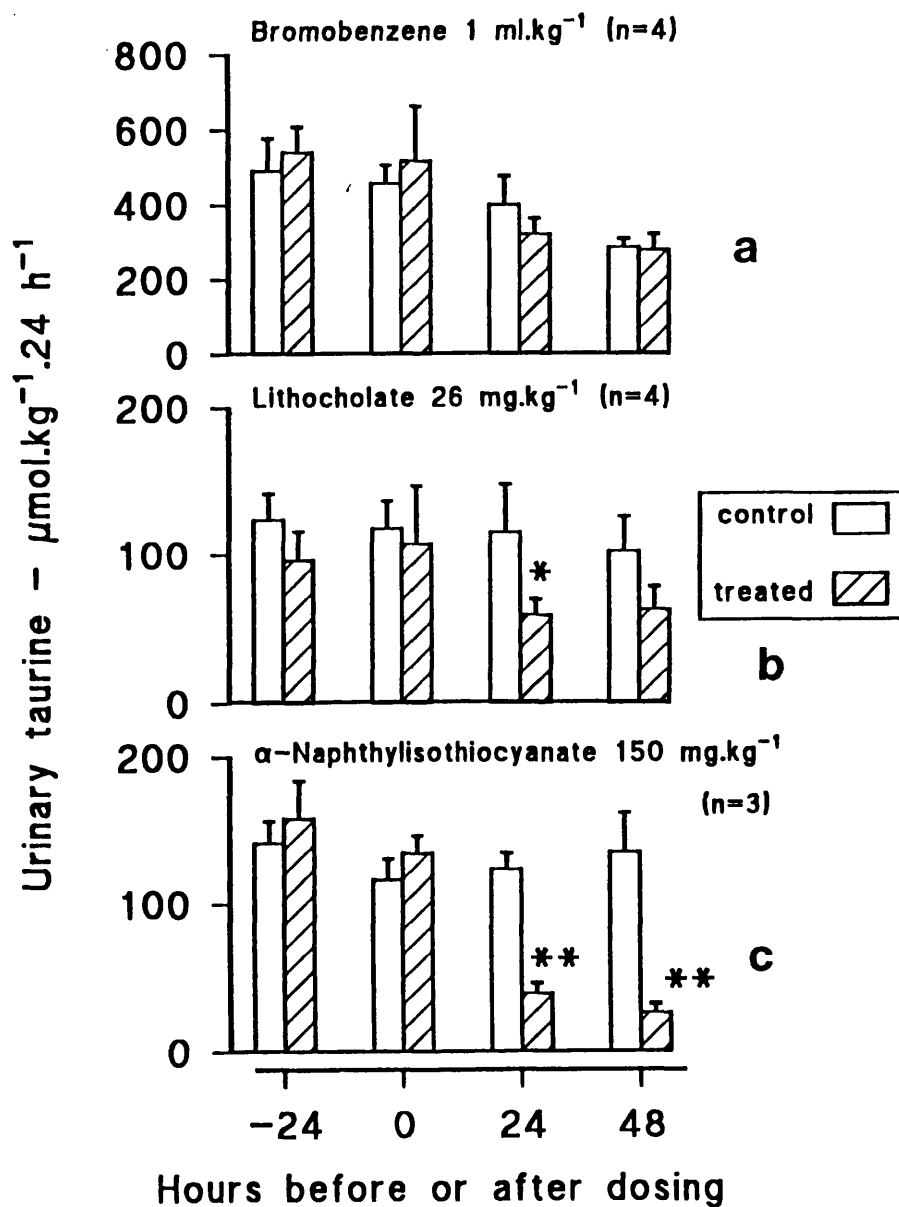 Bromobenzene 1 ml.kg⁻¹ (n=4)
800
600
400
200
0
a
Lithocholate 26 mg.kg⁻¹ (n=4)
200
100
0
*
control
treated
b
α-Naphthylisothiocyanate 150 mg.kg⁻¹
(n=3)
200
100
0
**
**
c
-24 0 24 48
Hours before or after dosing
Urinary taurine – μmol.kg⁻¹.24 h⁻¹